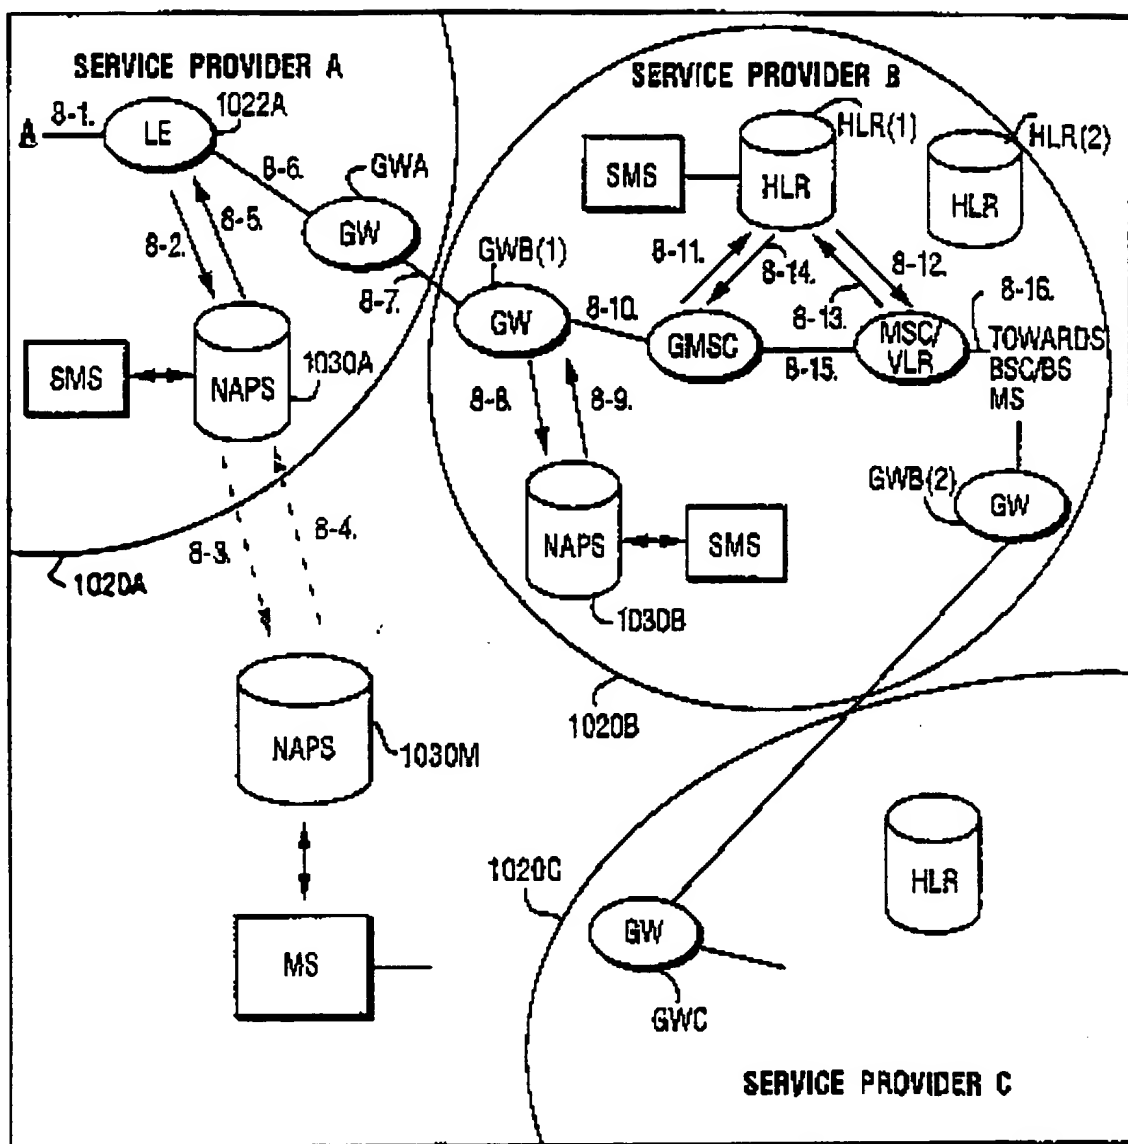 SERVICE PROVIDER A
A
8-1.
LE
1022A
8-6.
GWA
GW
8-2.
8-5.
8-7.
SMS
NAPS
1030A
8-3.
8-4.
1020A
NAPS
1030M
MS
SERVICE PROVIDER B
SMS
HLR
HLR(1)
HLR
HLR(2)
8-11.
8-14.
8-13.
8-12.
GWB(1)
GW
8-10.
GMSC
8-15.
MSC/
VLR
8-16.
TOWARDS
BSC/BS
MS
8-8.
8-9.
NAPS
SMS
1030B
GWB(2)
GW
1020B
1020C
HLR
GW
GWC
SERVICE PROVIDER C